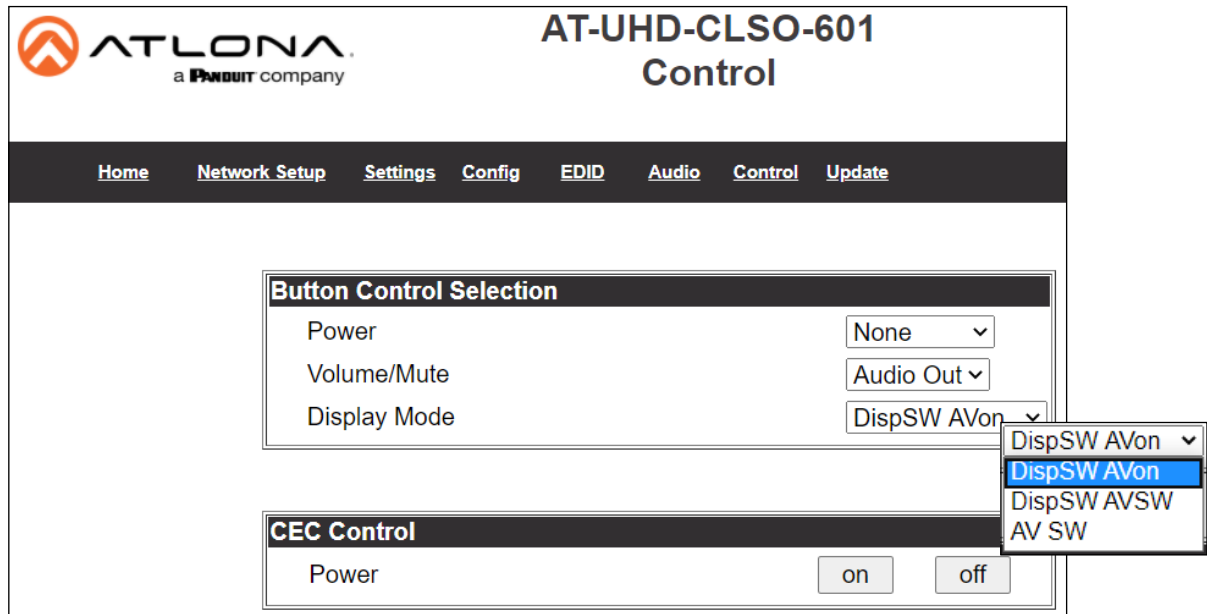 ATLONA.
a PANDUIT company
AT-UHD-CLSO-601
Control
Home Network Setup Settings Config EDID Audio Control Update
Button Control Selection
Power None
Volume/Mute Audio Out
Display Mode DispSW AVon
DispSW AVon
DispSW AVon
DispSW AVSW
AV SW
CEC Control
Power on off